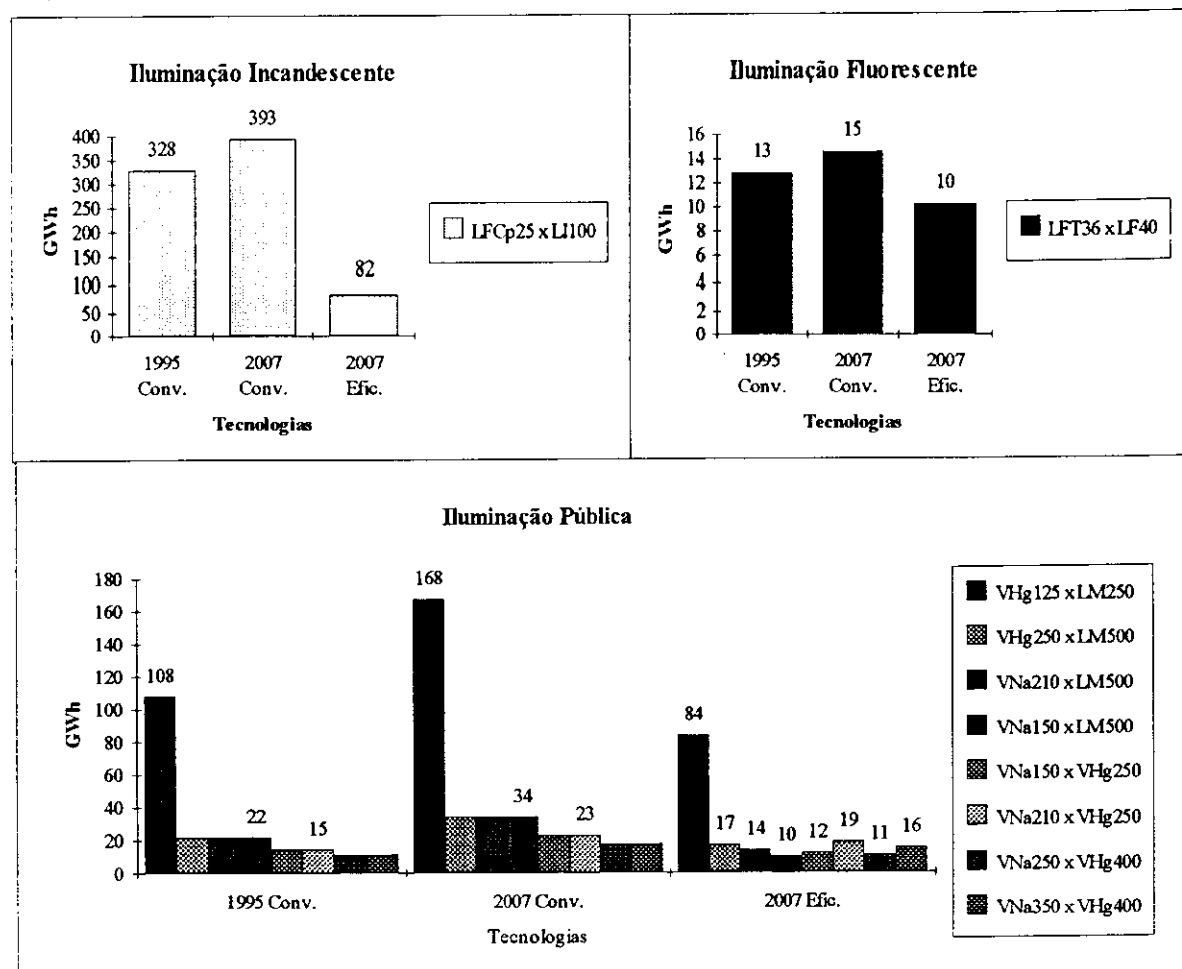 Iluminação Incandescente
400
350
300
250
200
150
100
50
0
GWh
328
393
82
1995
Conv.
2007
Conv.
2007
Efic.
Tecnologias
LFCp25 x LI100
Iluminação Fluorescente
16
14
12
10
8
6
4
2
0
GWh
13
15
10
1995
Conv.
2007
Conv.
2007
Efic.
Tecnologias
LFT36 x LF40
Iluminação Pública
180
160
140
120
100
80
60
40
20
0
GWh
108
22
15
168
34
23
84
17
14
10
12
19
11
16
1995 Conv.
2007 Conv.
2007 Efic.
Tecnologias
VHg125 x LM250
VHg250 x LM500
VNa210 x LM500
VNa150 x LM500
VNa150 x VHg250
VNa210 x VHg250
VNa250 x VHg400
VNa350 x VHg400